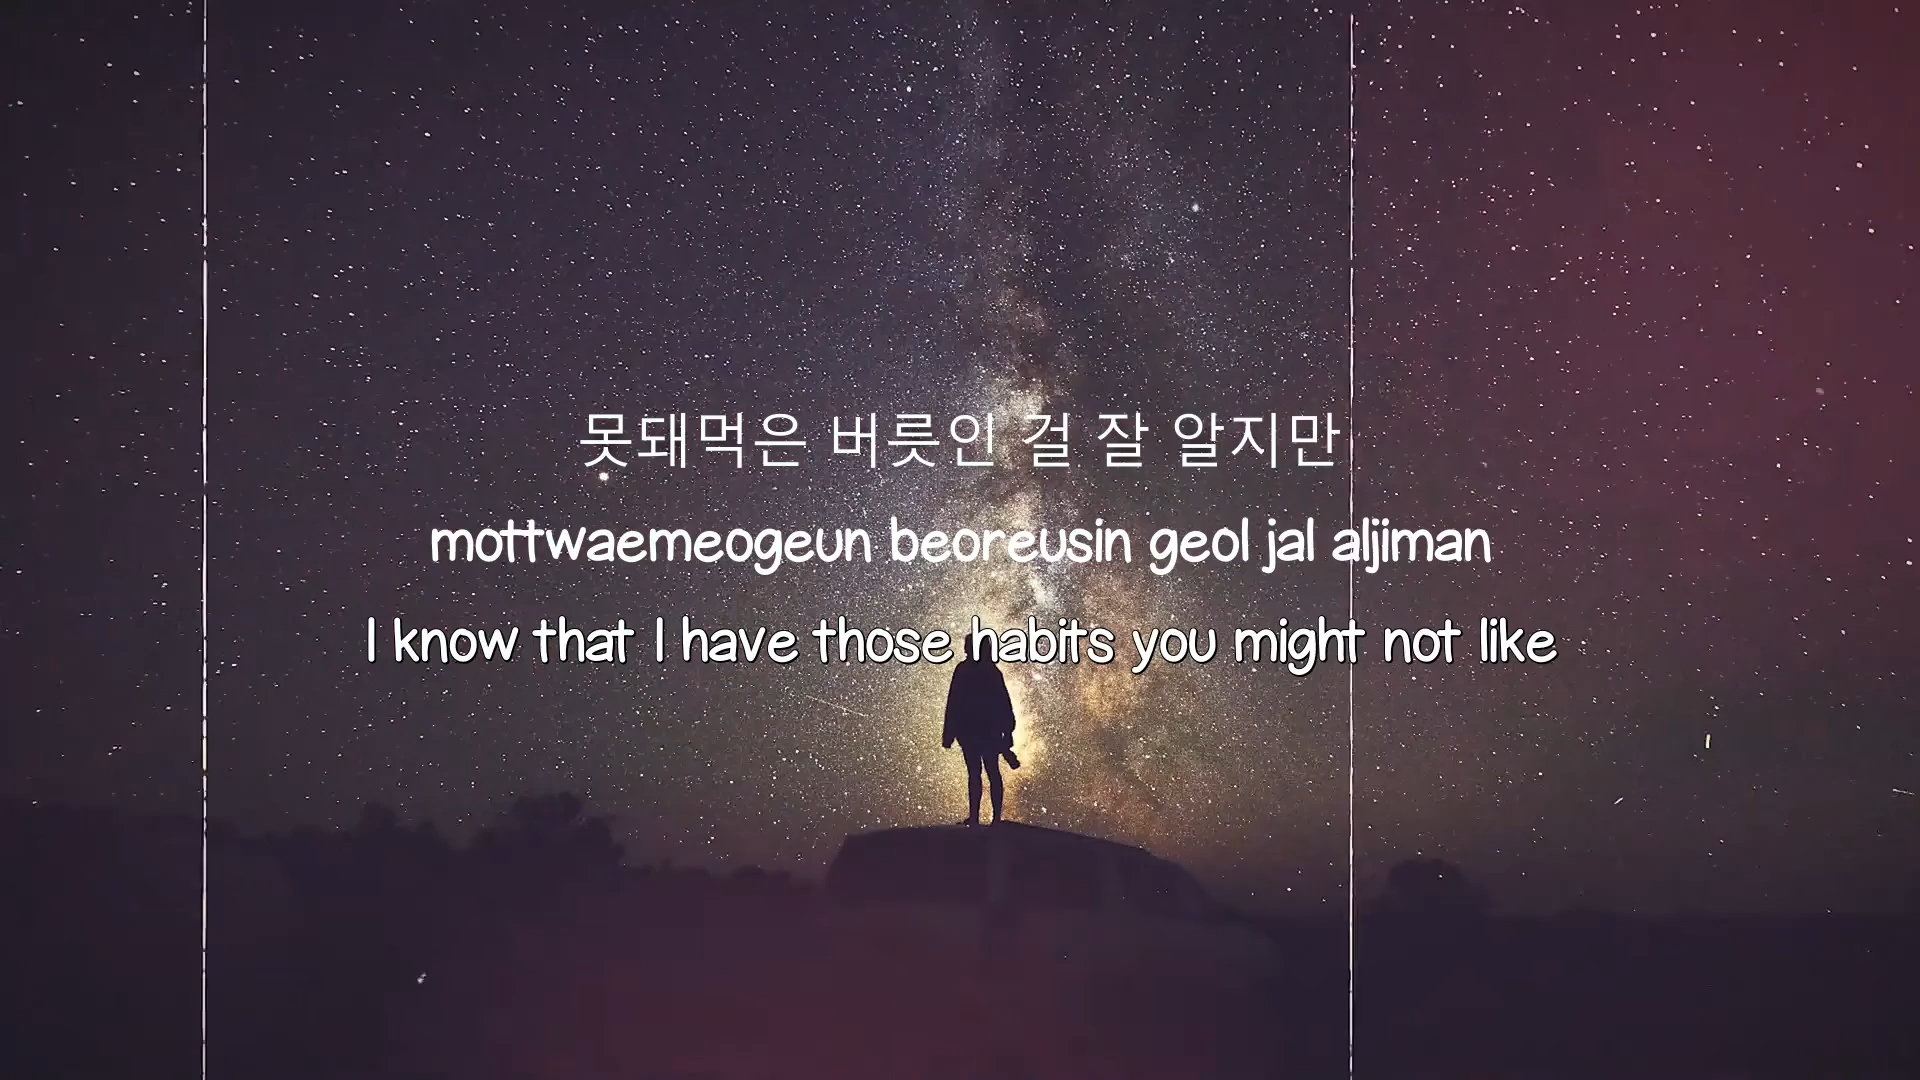 못돼먹은 버릇인 걸 잘 알지만
mottwaemeogeun beoreusin geol jal aljiman
I know that I have those habits you might not like